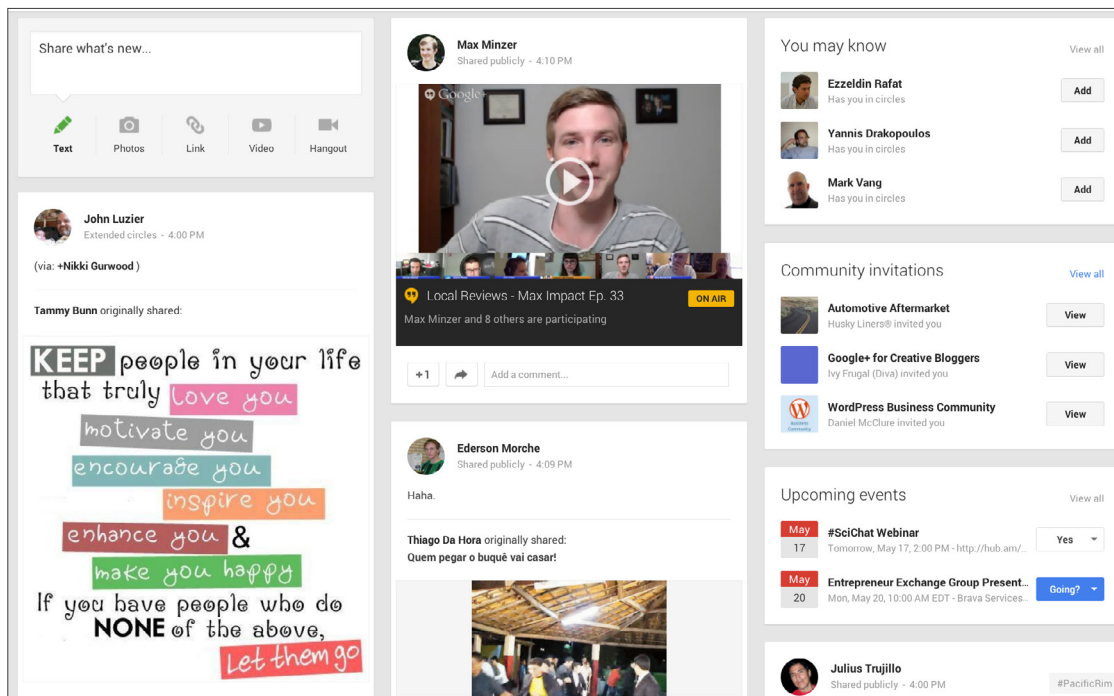 Share what's new...
Text
Photos
Link
Video
Hangout
John Luzier
Extended circles - 4:00 PM
(via: +Nikki Gurwood )
Tammy Bunn originally shared:
KEEP people in your life
that truly love you
motivate you
encourage you
inspire you
enhance you &
make you happy
If you have people who do
NONE of the above,
Let them go
Max Minzer
Shared publicly - 4:10 PM
Google+
Local Reviews - Max Impact Ep. 33
ON AIR
Max Minzer and 8 others are participating
+1
Add a comment...
Ederson Morche
Shared publicly - 4:09 PM
Haha.
Thiago Da Hora originally shared:
Quem pegar o buquê vai casar!
You may know
View all
Ezzeldin Rafat
Has you in circles
Add
Yannis Drakopoulos
Has you in circles
Add
Mark Vang
Has you in circles
Add
Community invitations
View all
Automotive Aftermarket
Husky Liners® invited you
View
Google+ for Creative Bloggers
Ivy Frugal (Diva) invited you
View
WordPress Business Community
Daniel McClure invited you
View
BUSINESS
Community
Upcoming events
View all
May
17
#SciChat Webinar
Tomorrow, May 17, 2:00 PM - http://hub.am/..
Yes
May
20
Entrepreneur Exchange Group Present...
Mon, May 20, 10:00 AM EDT - Brava Services...
Going?
Julius Trujillo
Shared publicly - 4:00 PM
#PacificRim